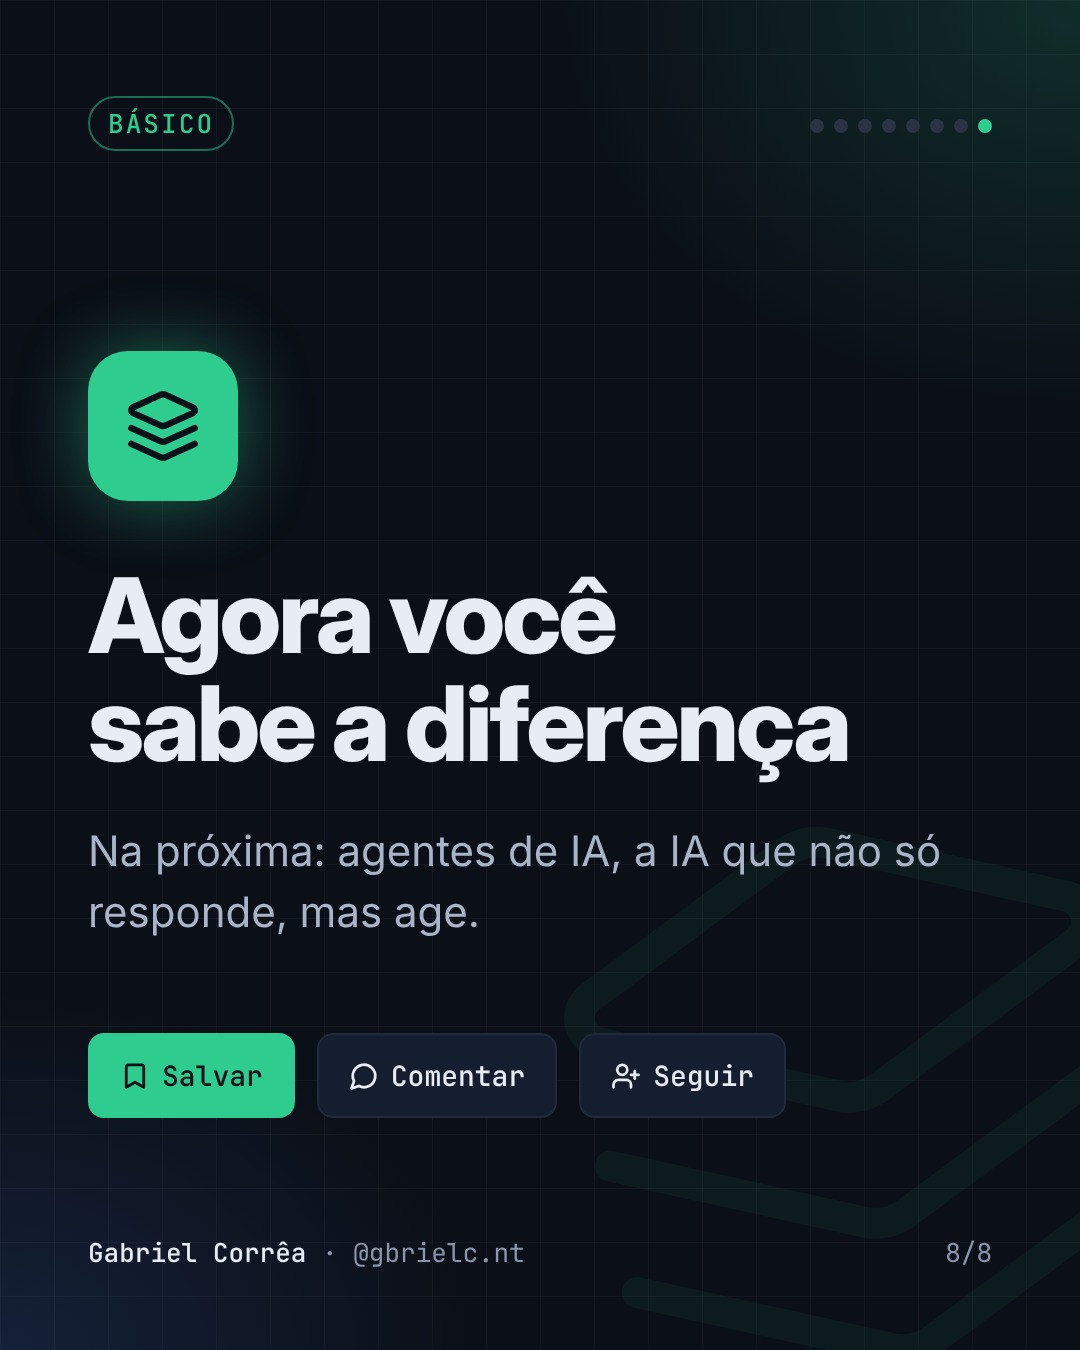 BÁSICO
Agora você
sabe a diferença
Na próxima: agentes de IA, a IA que não só
responde, mas age.
Salvar
Comentar
Seguir
Gabriel Corrêa · @gbrielc.nt
8/8